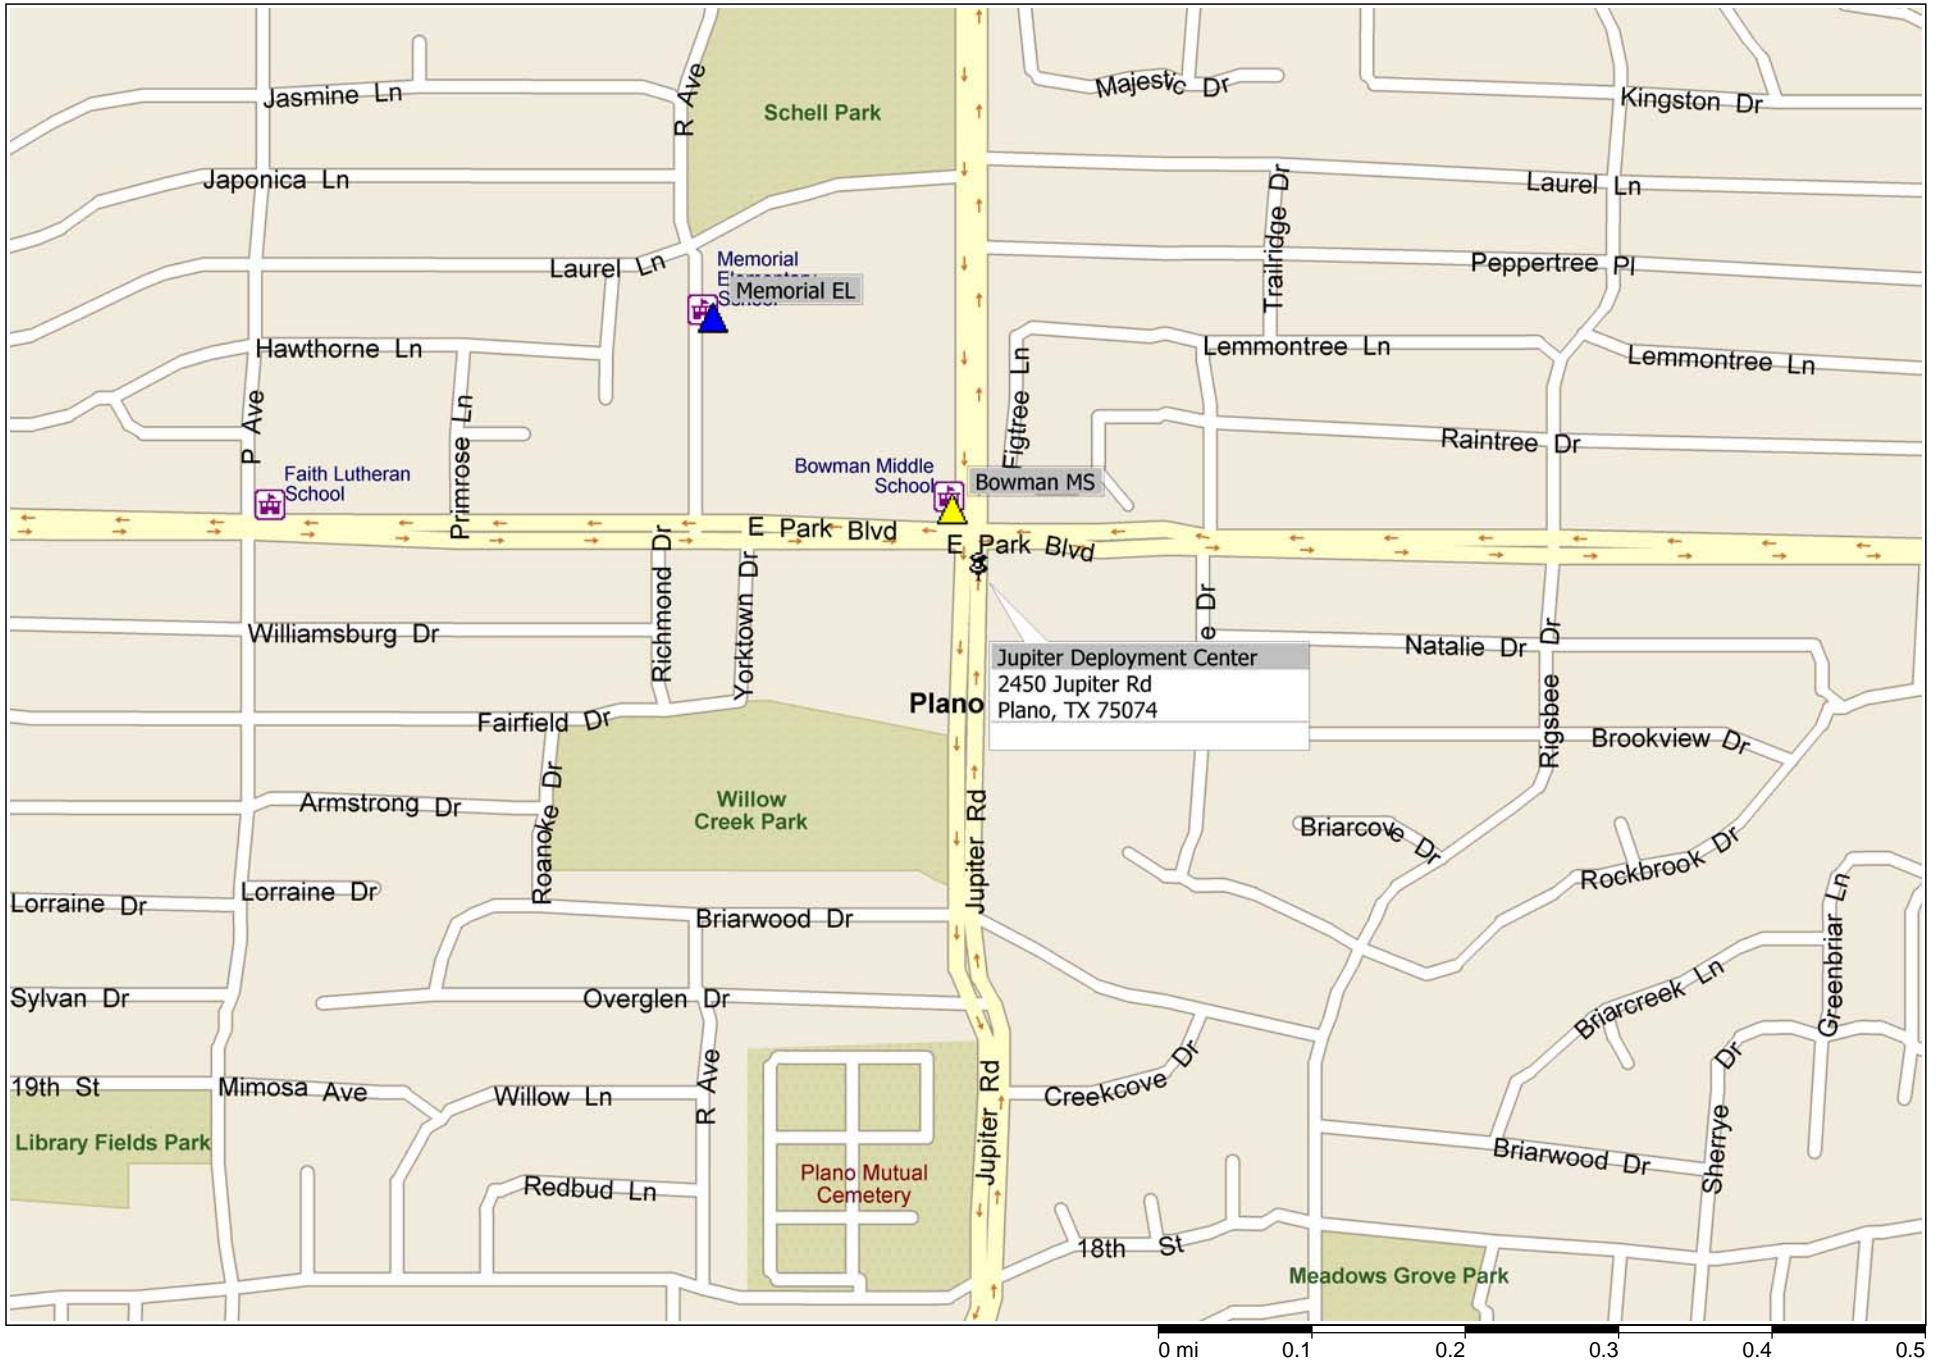 Jasmine Ln
R Ave
Schell Park
Majestic Dr
Kingston Dr
Japonica Ln
Laurel Ln
Trailridge Dr
Laurel Ln
Memorial
Elementary
School
Memorial EL
Peppertree Pl
Hawthorne Ln
Lemmontree Ln
Lemmontree Ln
P Ave
Primrose Ln
Figtree Ln
Raintree Dr
Faith Lutheran
School
Bowman Middle
School
Bowman MS
E Park Blvd
E Park Blvd
Richmond Dr
Yorktown Dr
e Dr
Williamsburg Dr
Natalie Dr
Rigsbee Dr
Jupiter Deployment Center
2450 Jupiter Rd
Plano, TX 75074
Plano
Fairfield Dr
Brookview Dr
Roanoke Dr
Armstrong Dr
Willow
Creek Park
Jupiter Rd
Briarcove Dr
Rockbrook Dr
Lorraine Dr
Lorraine Dr
Briarwood Dr
Greenbriar Ln
Sylvan Dr
Overglen Dr
Briarcreek Ln
19th St
Mimosa Ave
Willow Ln
R Ave
Jupiter Rd
Creekcove Dr
Sherrye Dr
Library Fields Park
Briarwood Dr
Redbud Ln
Plano Mutual
Cemetery
18th St
Meadows Grove Park
0 mi 0.1 0.2 0.3 0.4 0.5